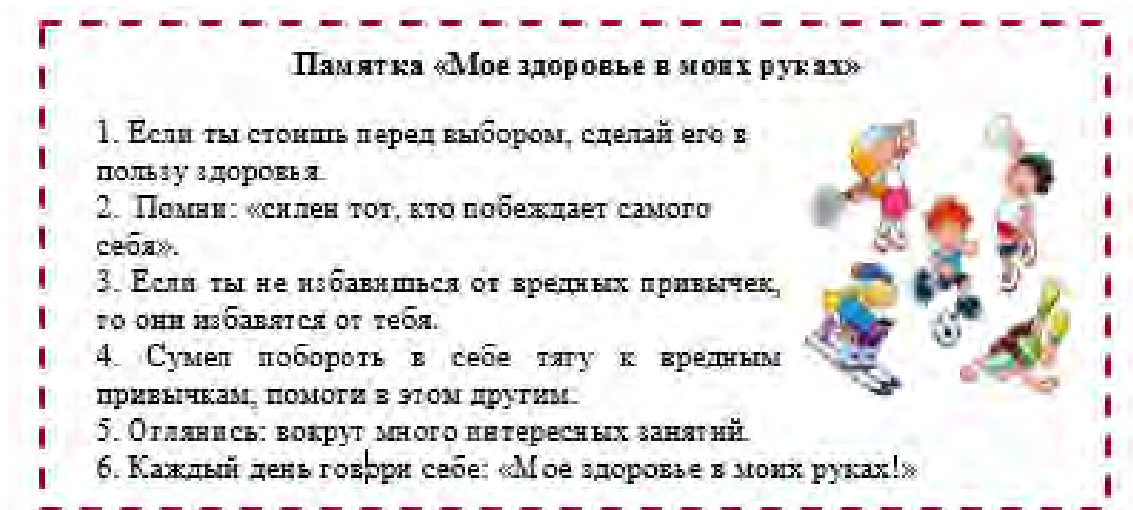 Памятка «Мое здоровье в моих руках»
1. Если ты стоишь перед выбором, сделай его в
пользу здоровья.
2. Помни: «силен тот, кто побеждает самого
себя».
3. Если ты не избавишься от вредных привычек,
то они избавятся от тебя.
4. Сумел побороть в себе тягу к вредным
привычкам, помоги в этом другим.
5. Оглянись: вокруг много интересных занятий.
6. Каждый день говори себе: «Мое здоровье в моих руках!»